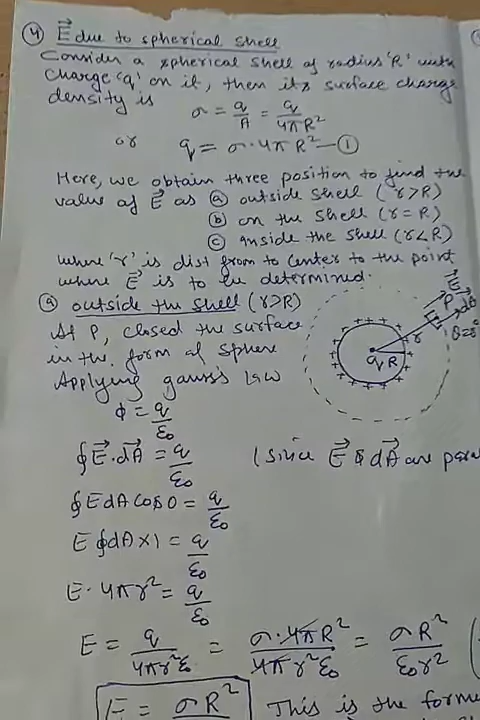 ④ E⃗ due to spherical shell
Consider a spherical shell of radius 'R' with
charge 'q' on it, then its surface charge
density is
σ = q/A = q/4πR²
or q = σ·4πR² — ①
Here, we obtain three position to find the
value of E⃗ as ⓐ outside shell (r>R)
ⓑ on the shell (r=R)
ⓒ inside the shell (r<R)
where 'r' is dist from to center to the point
where E⃗ is to be determined.
ⓐ outside the shell (r>R)
At P, closed the surface
in the form of sphere
Applying gauss's law
E⃗
P
dA
E
θ=0°
r
q R
ϕ = q/ε₀
∮E⃗·dA⃗ = q/ε₀ (Since E⃗ & dA⃗ are
∮EdA cos0 = q/ε₀
E∮dA×1 = q/ε₀
E·4πr² = q/ε₀
E = q/4πr²ε₀ = σ·4πR²/4πr²ε₀ = σR²/ε₀r²
E = σR² This is the